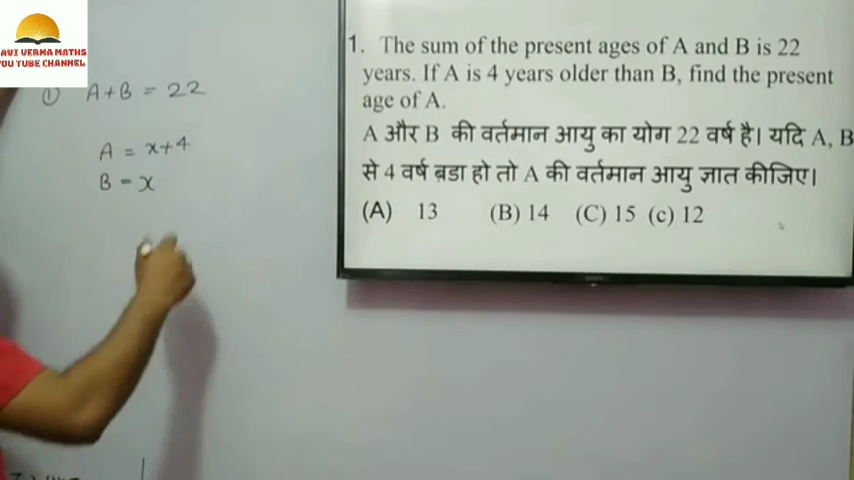 AVI VERMA MATHS
YOU TUBE CHANNEL
① A+B = 22
A = x+4
B = x
1. The sum of the present ages of A and B is 22
years. If A is 4 years older than B, find the present
age of A.
A और B की वर्तमान आयु का योग 22 वर्ष है। यदि A, B
से 4 वर्ष बड़ा हो तो A की वर्तमान आयु ज्ञात कीजिए।
(A) 13 (B) 14 (C) 15 (c) 12